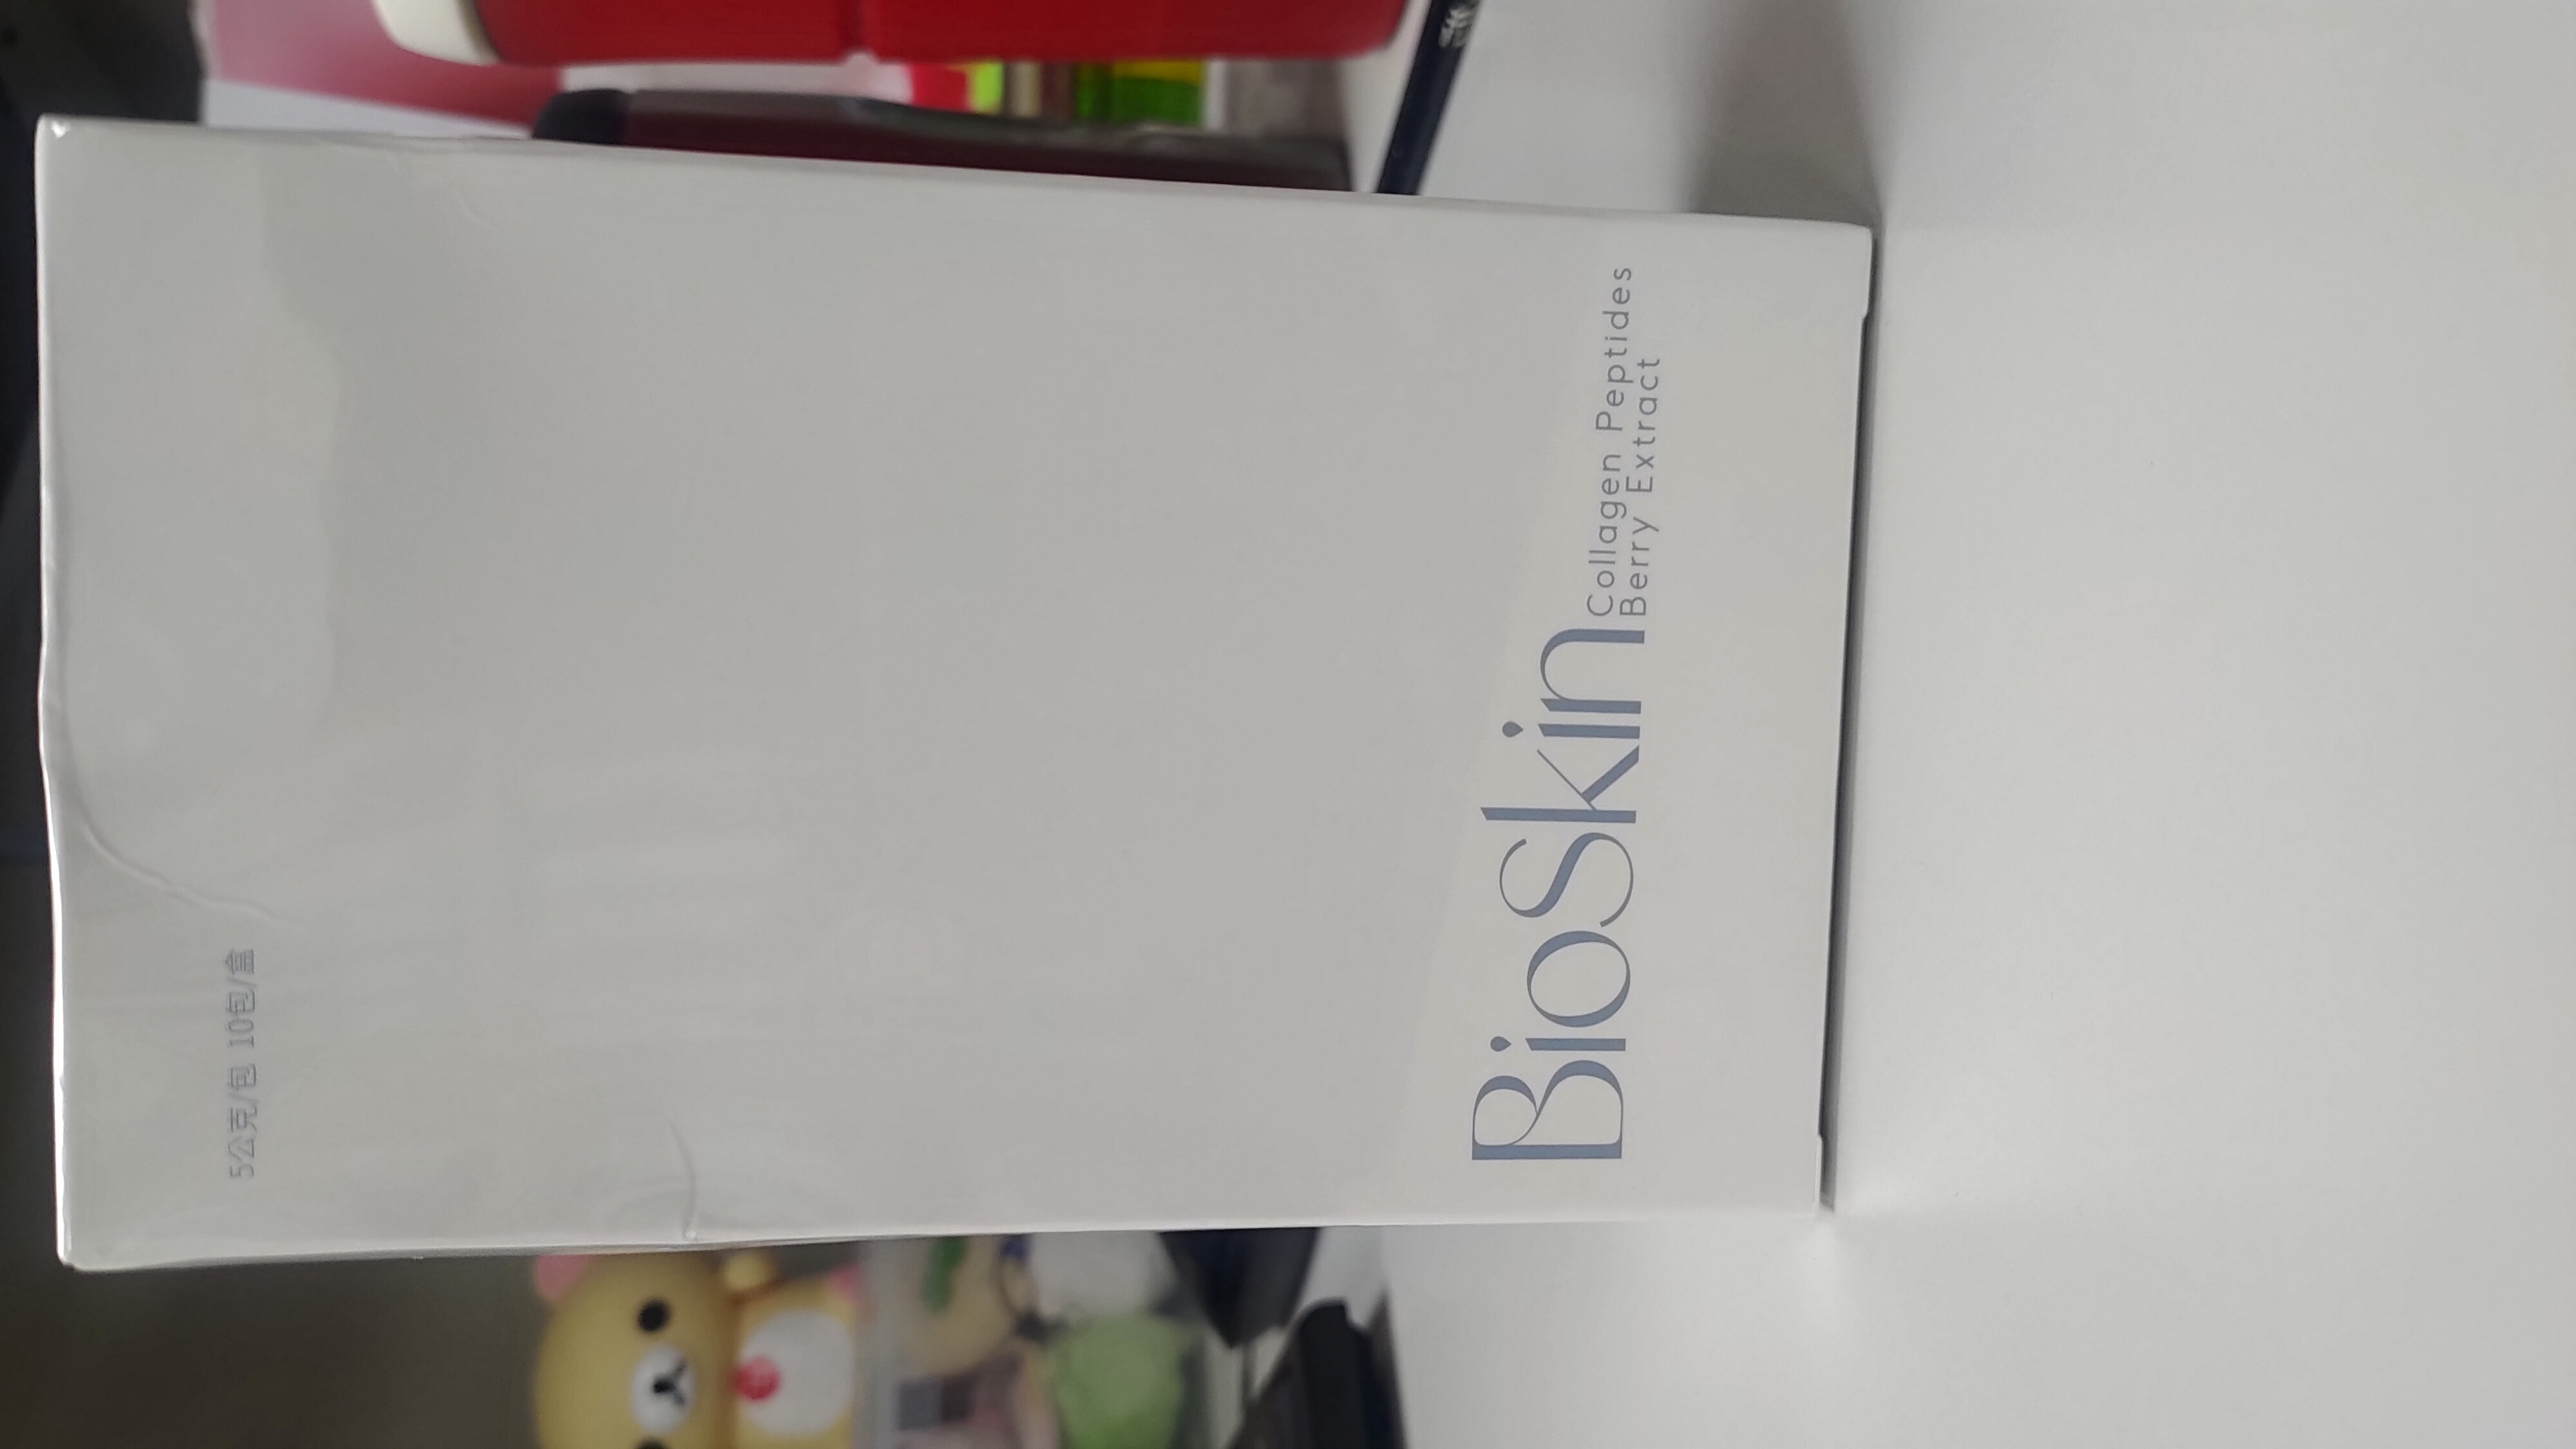 5公克/包 10包/盒
BioSkin
Collagen Peptides
Berry Extract